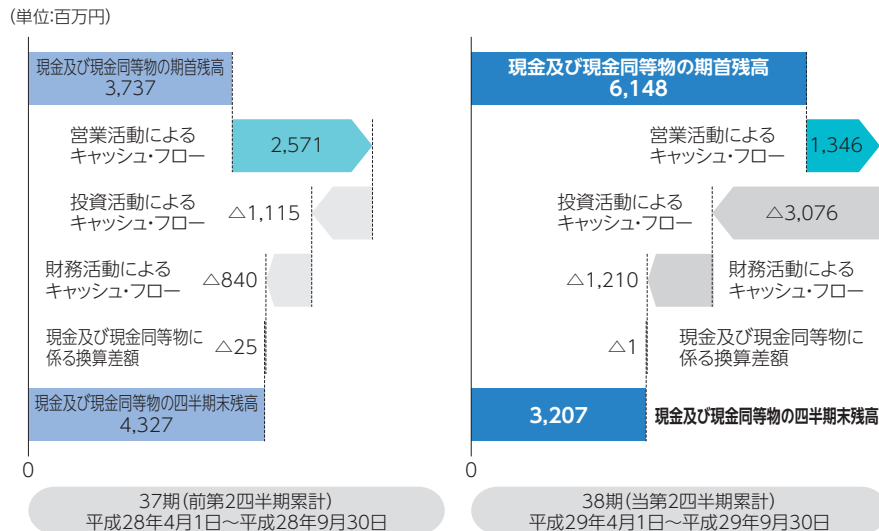 (単位:百万円)
現金及び現金同等物の期首残高
3,737
営業活動による
キャッシュ・フロー
2,571
投資活動による
キャッシュ・フロー
△1,115
財務活動による
キャッシュ・フロー
△840
現金及び現金同等物に
係る換算差額
△25
現金及び現金同等物の四半期末残高
4,327
0
37期(前第2四半期累計)
平成28年4月1日～平成28年9月30日
現金及び現金同等物の期首残高
6,148
営業活動による
キャッシュ・フロー
1,346
投資活動による
キャッシュ・フロー
△3,076
△1,210
財務活動による
キャッシュ・フロー
△1
現金及び現金同等物に
係る換算差額
3,207
現金及び現金同等物の四半期末残高
0
38期(当第2四半期累計)
平成29年4月1日～平成29年9月30日